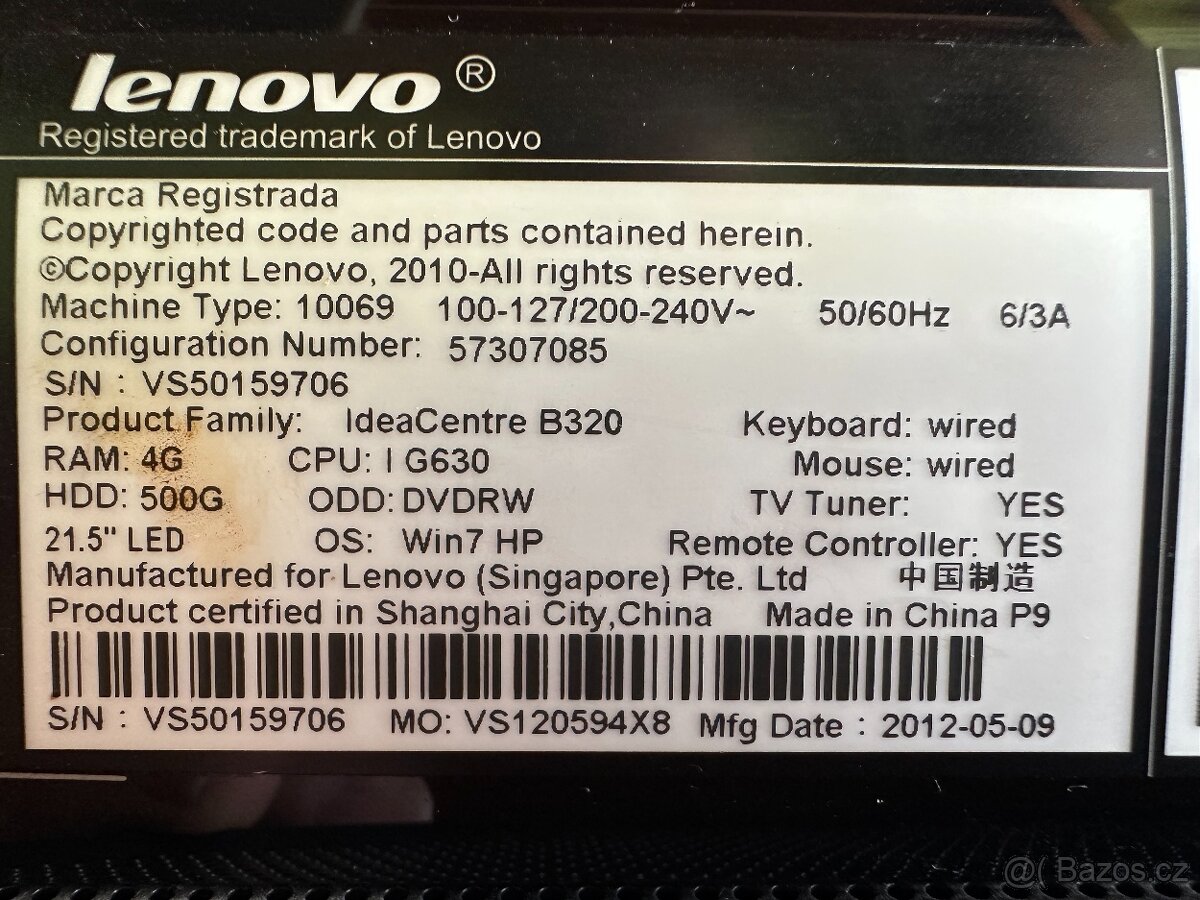 lenovo®
Registered trademark of Lenovo
Marca Registrada
Copyrighted code and parts contained herein.
©Copyright Lenovo, 2010-All rights reserved.
Machine Type: 10069 100-127/200-240V~ 50/60Hz 6/3A
Configuration Number: 57307085
S/N : VS50159706
Product Family: IdeaCentre B320 Keyboard: wired
RAM: 4G CPU: I G630 Mouse: wired
HDD: 500G ODD: DVDRW TV Tuner: YES
21.5" LED OS: Win7 HP Remote Controller: YES
Manufactured for Lenovo (Singapore) Pte. Ltd 中国制造
Product certified in Shanghai City,China Made in China P9
S/N : VS50159706 MO: VS120594X8 Mfg Date : 2012-05-09
@( Bazos.cz